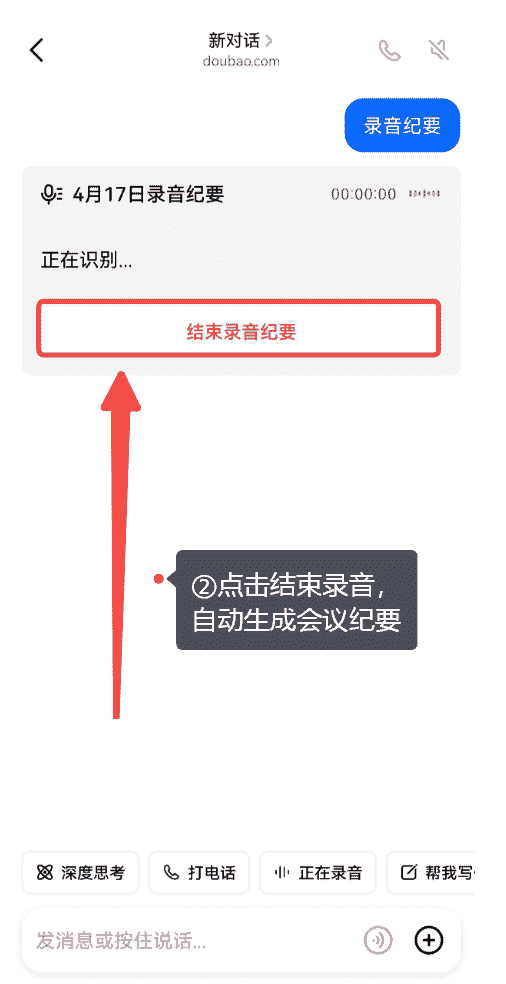 新对话
doubao.com
录音纪要
4月17日录音纪要 00:00:00
正在识别...
结束录音纪要
②点击结束录音,
自动生成会议纪要
深度思考 打电话 正在录音 帮我写
发消息或按住说话...